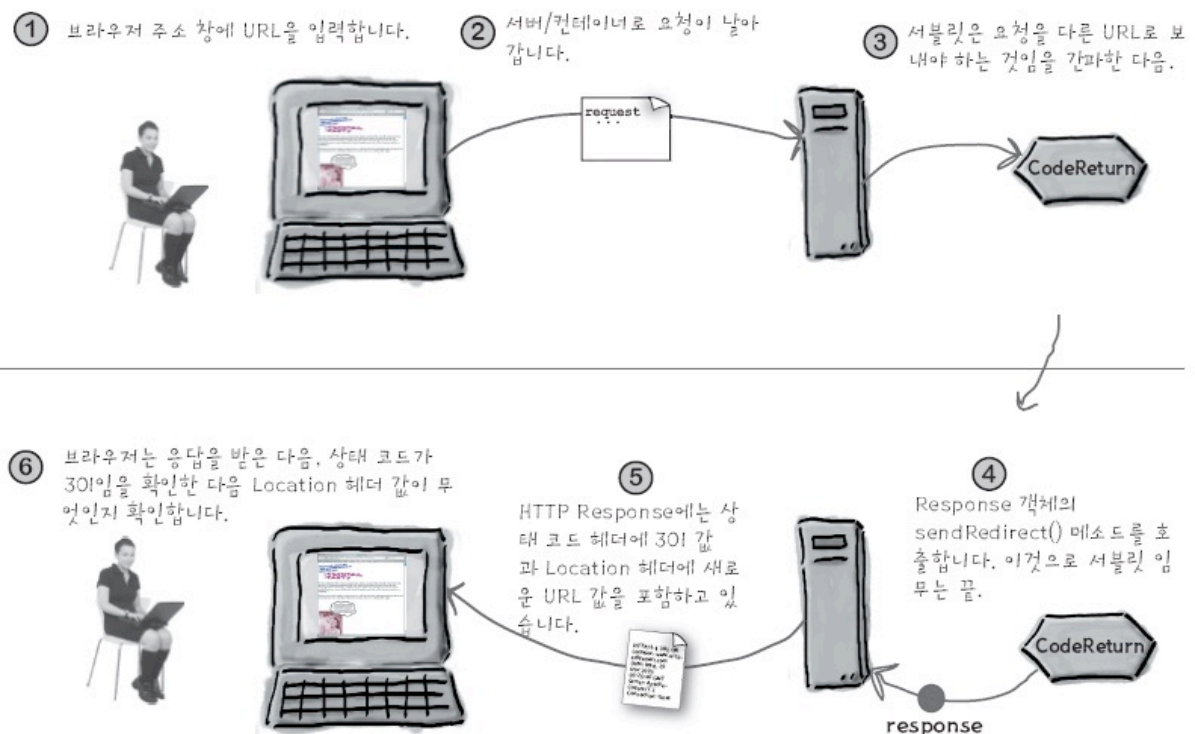 1 브라우저 주소 창에 URL을 입력합니다.
2 서버/컨테이너로 요청이 날아
갑니다.
3 서블릿은 요청을 다른 URL로 보
내야 하는 것임을 간파한 다음.
request
...
CodeReturn
6 브라우저는 응답을 받은 다음, 상태 코드가
301임을 확인한 다음 Location 헤더 값이 무
엇인지 확인합니다.
5
HTTP Response에는 상
태 코드 헤더에 301 값
과 Location 헤더에 새로
운 URL 값을 포함하고 있
습니다.
4
Response 객체의
sendRedirect() 메소드를 호
출합니다. 이것으로 서블릿 임
무는 끝.
CodeReturn
response